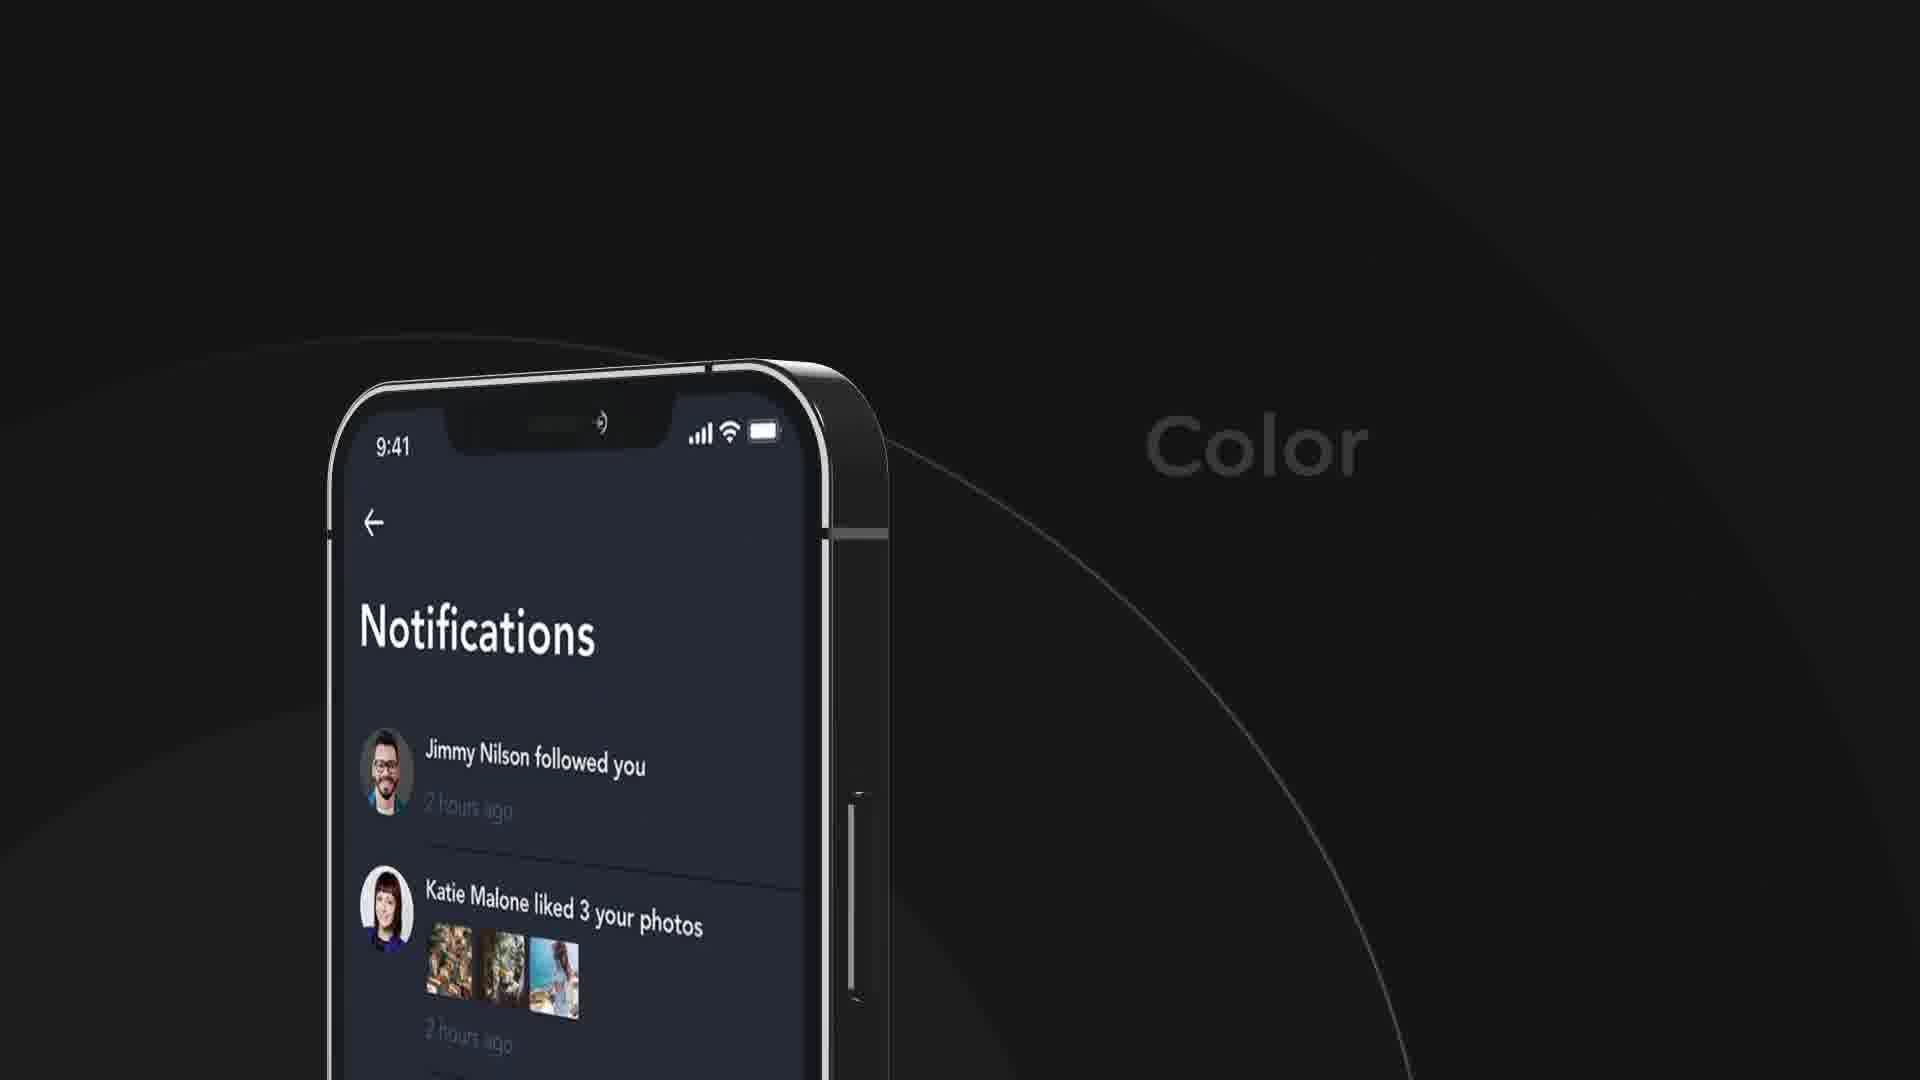 Color
9:41
Notifications
Jimmy Nilson followed you
2 hours ago
Katie Malone liked 3 your photos
2 hours ago